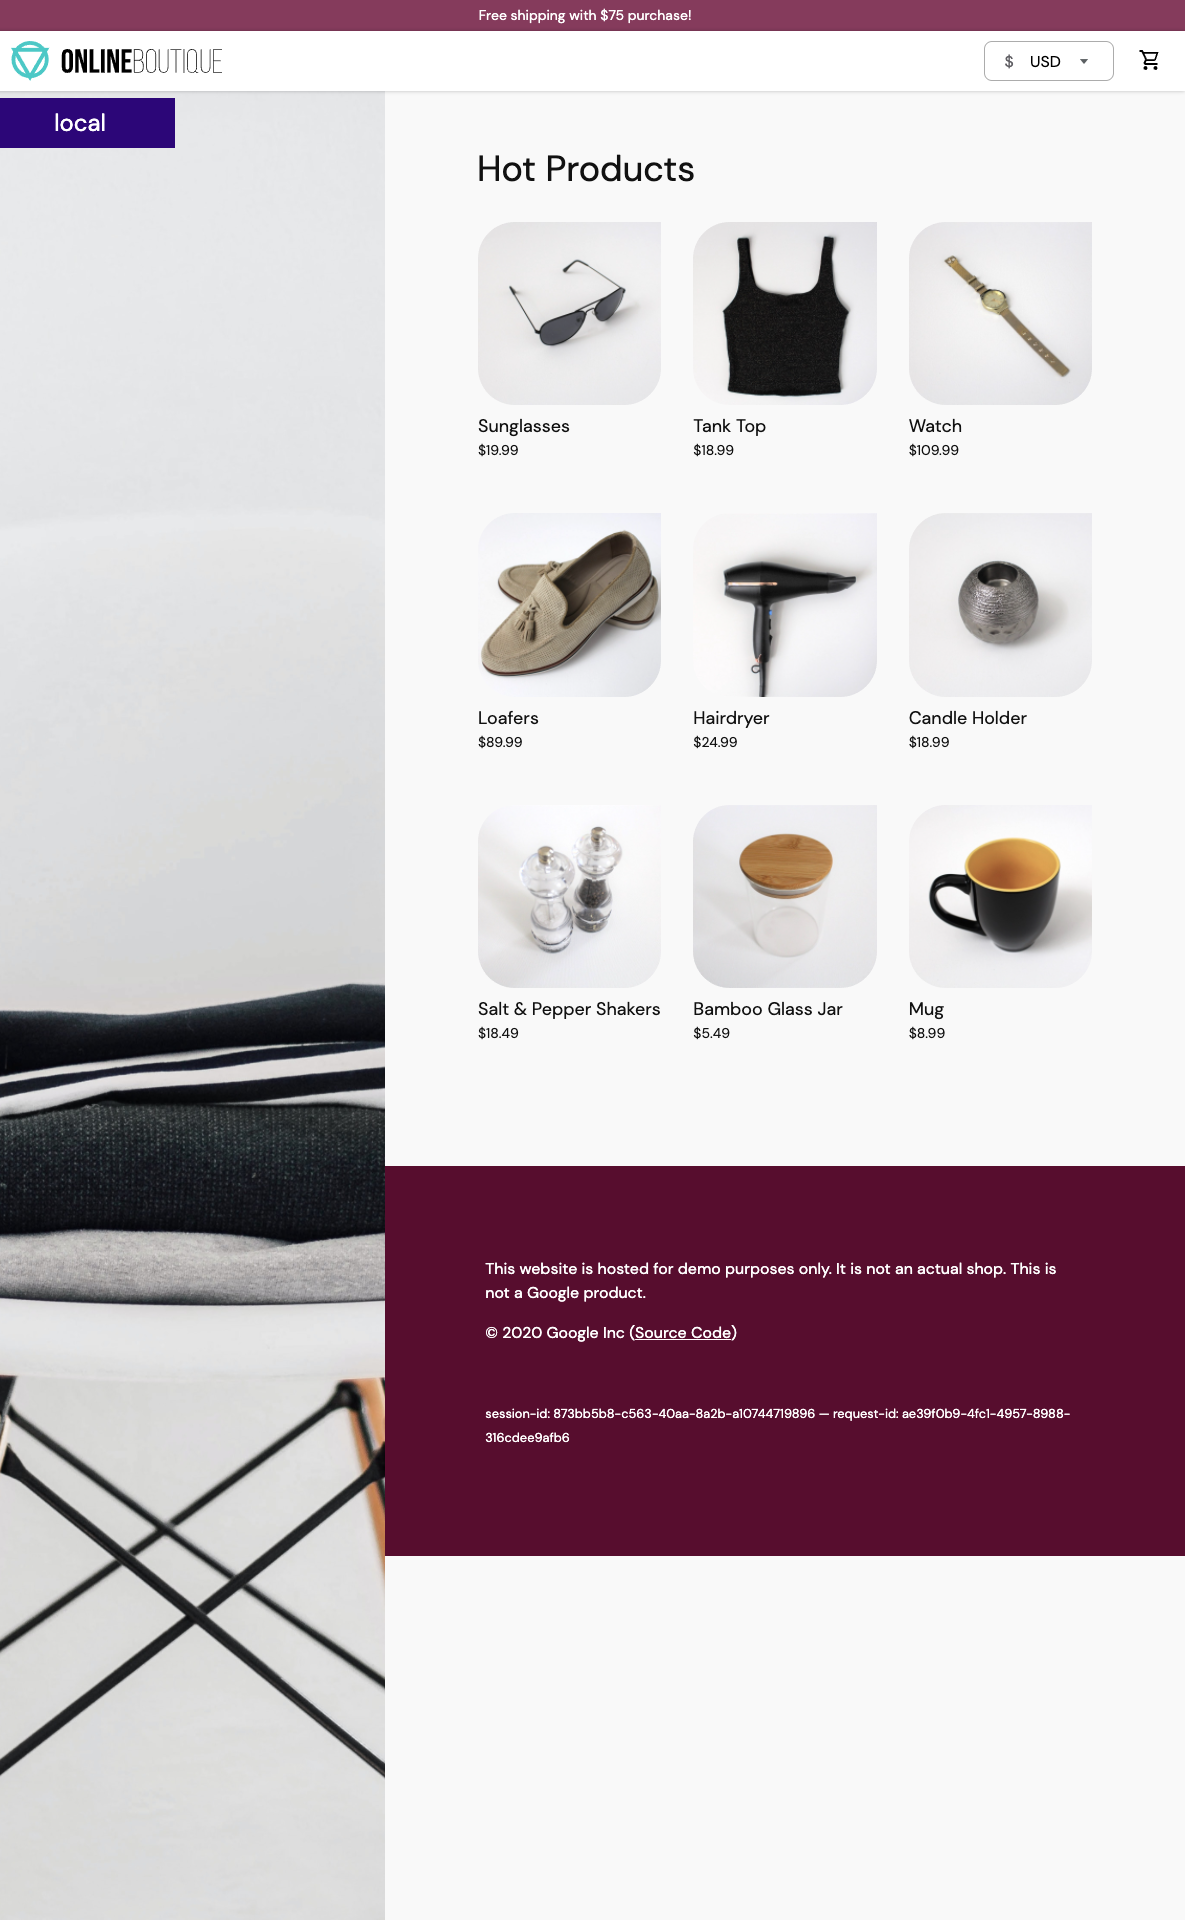 Free shipping with $75 purchase!
ONLINEBOUTIQUE
$ USD
local
Hot Products
Sunglasses
$19.99
Tank Top
$18.99
Watch
$109.99
Loafers
$89.99
Hairdryer
$24.99
Candle Holder
$18.99
Salt & Pepper Shakers
$18.49
Bamboo Glass Jar
$5.49
Mug
$8.99
This website is hosted for demo purposes only. It is not an actual shop. This is
not a Google product.
© 2020 Google Inc (Source Code)
session-id: 873bb5b8-c563-40aa-8a2b-a10744719896 — request-id: ae39f0b9-4fc1-4957-8988-
316cdee9afb6